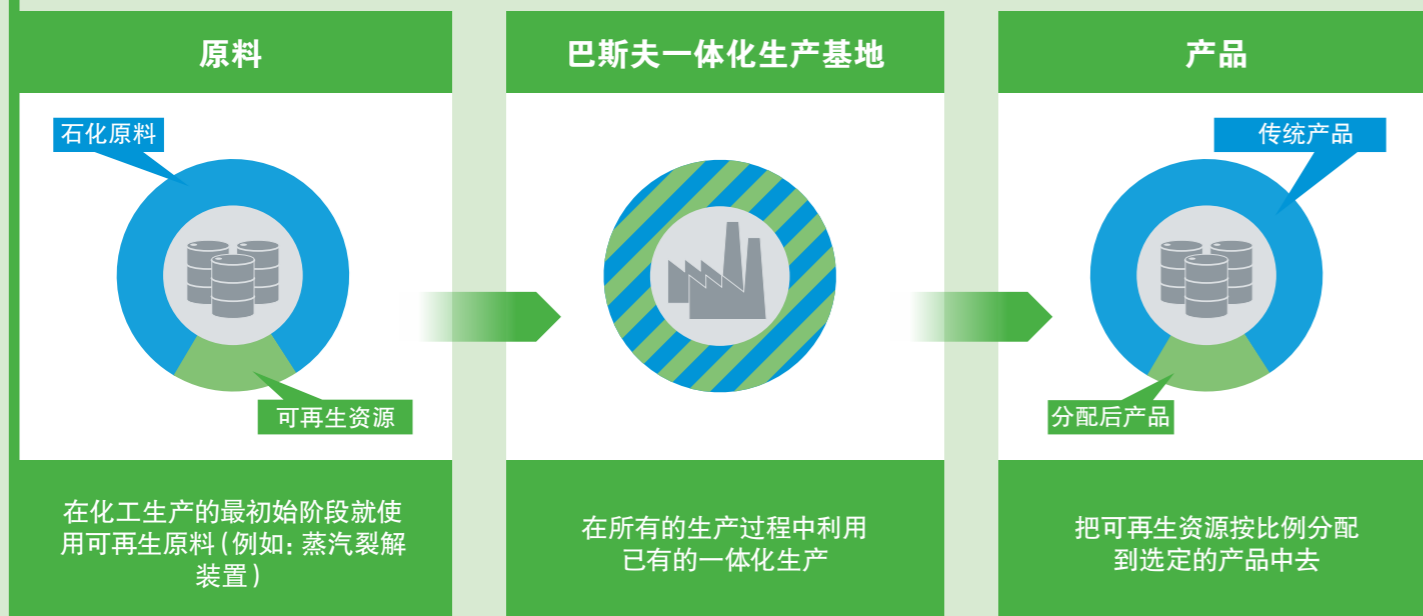 原料
石化原料
可再生资源
在化工生产的最初始阶段就使
用可再生原料（例如：蒸汽裂解
装置）
巴斯夫一体化生产基地
在所有的生产过程中利用
已有的一体化生产
产品
传统产品
分配后产品
把可再生资源按比例分配
到选定的产品中去